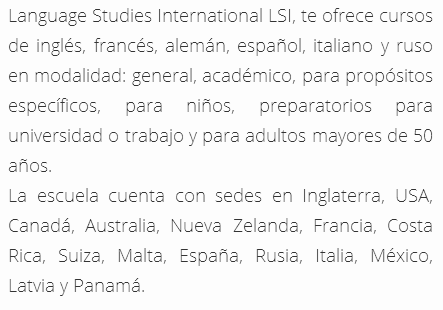 Language Studies International LSI, te ofrece cursos
de inglés, francés, alemán, español, italiano y ruso
en modalidad: general, académico, para propósitos
específicos, para niños, preparatorios para
universidad o trabajo y para adultos mayores de 50
años.
La escuela cuenta con sedes en Inglaterra, USA,
Canadá, Australia, Nueva Zelanda, Francia, Costa
Rica, Suiza, Malta, España, Rusia, Italia, México,
Latvia y Panamá.